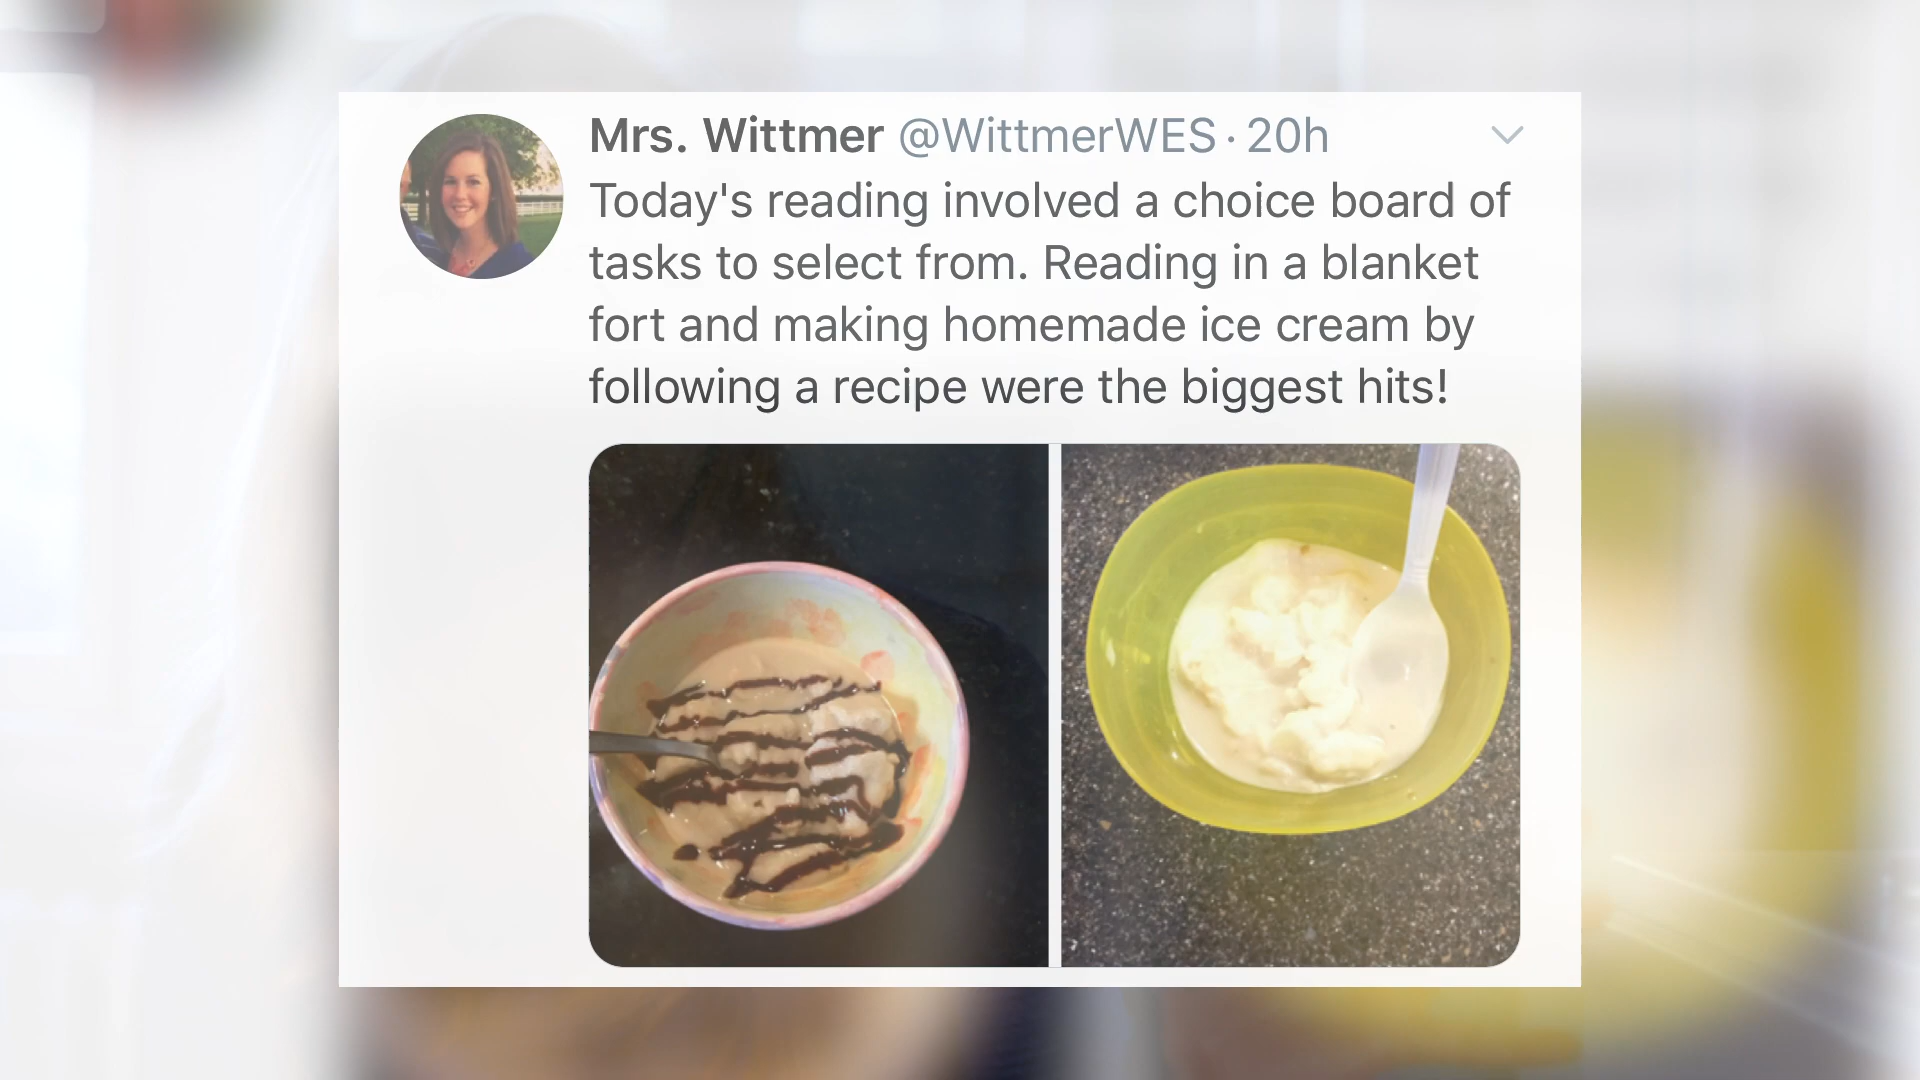 Mrs. Wittmer @WittmerWES · 20h
Today's reading involved a choice board of
tasks to select from. Reading in a blanket
fort and making homemade ice cream by
following a recipe were the biggest hits!